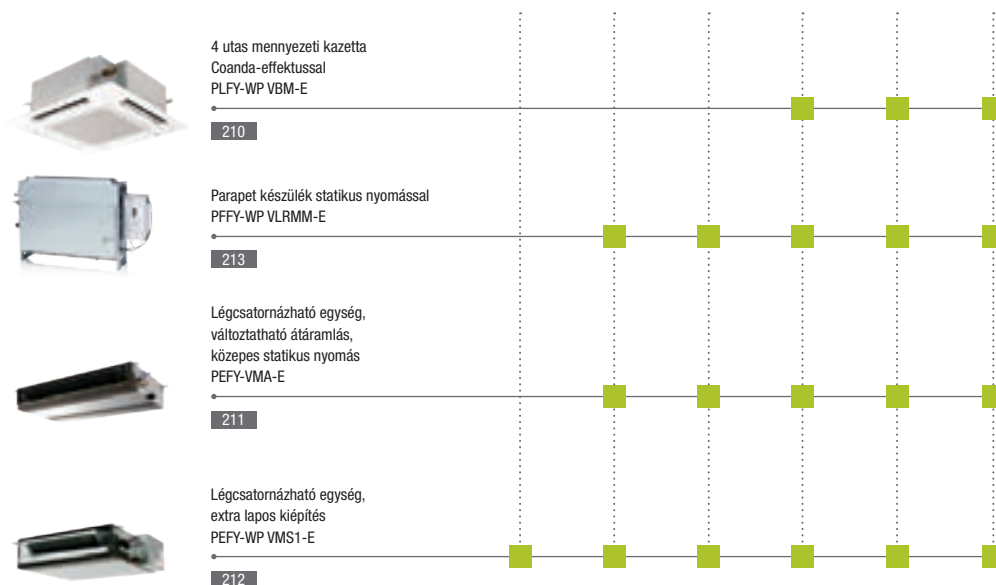 4 utas mennyezeti kazetta
Coanda-effektussal
PLFY-WP VBM-E
210
Parapet készülék statikus nyomással
PFFY-WP VLRMM-E
213
Légcsatornázható egység,
változtatható átáramlás,
közepes statikus nyomás
PEFY-VMA-E
211
Légcsatornázható egység,
extra lapos kiépítés
PEFY-WP VMS1-E
212